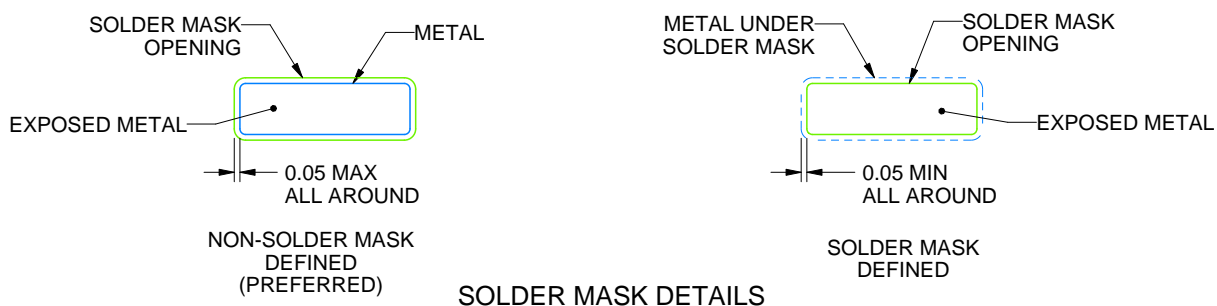 SOLDER MASK
OPENING
METAL
EXPOSED METAL
0.05 MAX
ALL AROUND
NON-SOLDER MASK
DEFINED
(PREFERRED)
METAL UNDER
SOLDER MASK
SOLDER MASK
OPENING
EXPOSED METAL
0.05 MIN
ALL AROUND
SOLDER MASK
DEFINED
SOLDER MASK DETAILS